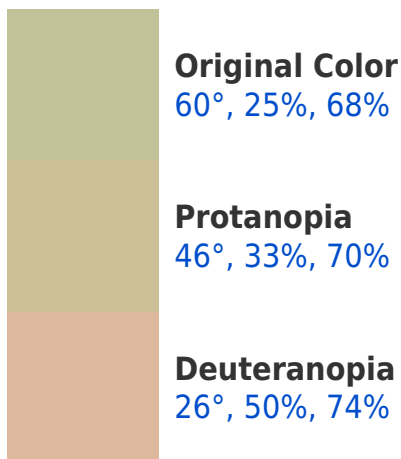 Original Color
60°, 25%, 68%
Protanopia
46°, 33%, 70%
Deuteranopia
26°, 50%, 74%